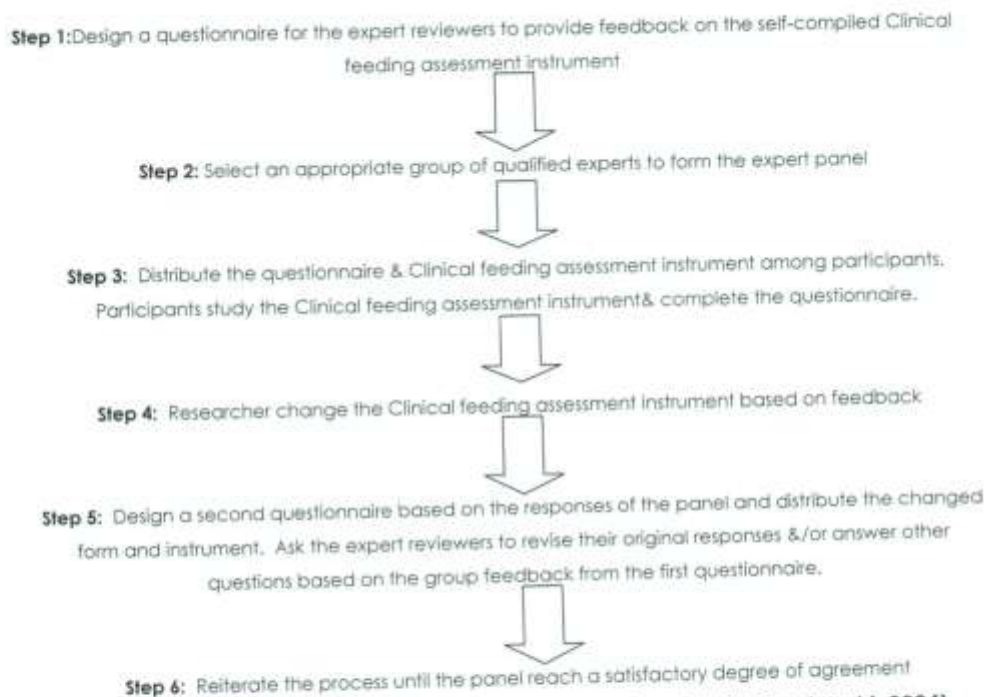 Step 1:Design a questionnaire for the expert reviewers to provide feedback on the self-compiled Clinical
feeding assessment instrument
Step 2: Select an appropriate group of qualified experts to form the expert panel
Step 3: Distribute the questionnaire & Clinical feeding assessment instrument among participants.
Participants study the Clinical feeding assessment instrument& complete the questionnaire.
Step 4: Researcher change the Clinical feeding assessment instrument based on feedback
Step 5: Design a second questionnaire based on the responses of the panel and distribute the changed
form and instrument. Ask the expert reviewers to revise their original responses &/or answer other
questions based on the group feedback from the first questionnaire.
Step 6: Reiterate the process until the panel reach a satisfactory degree of agreement